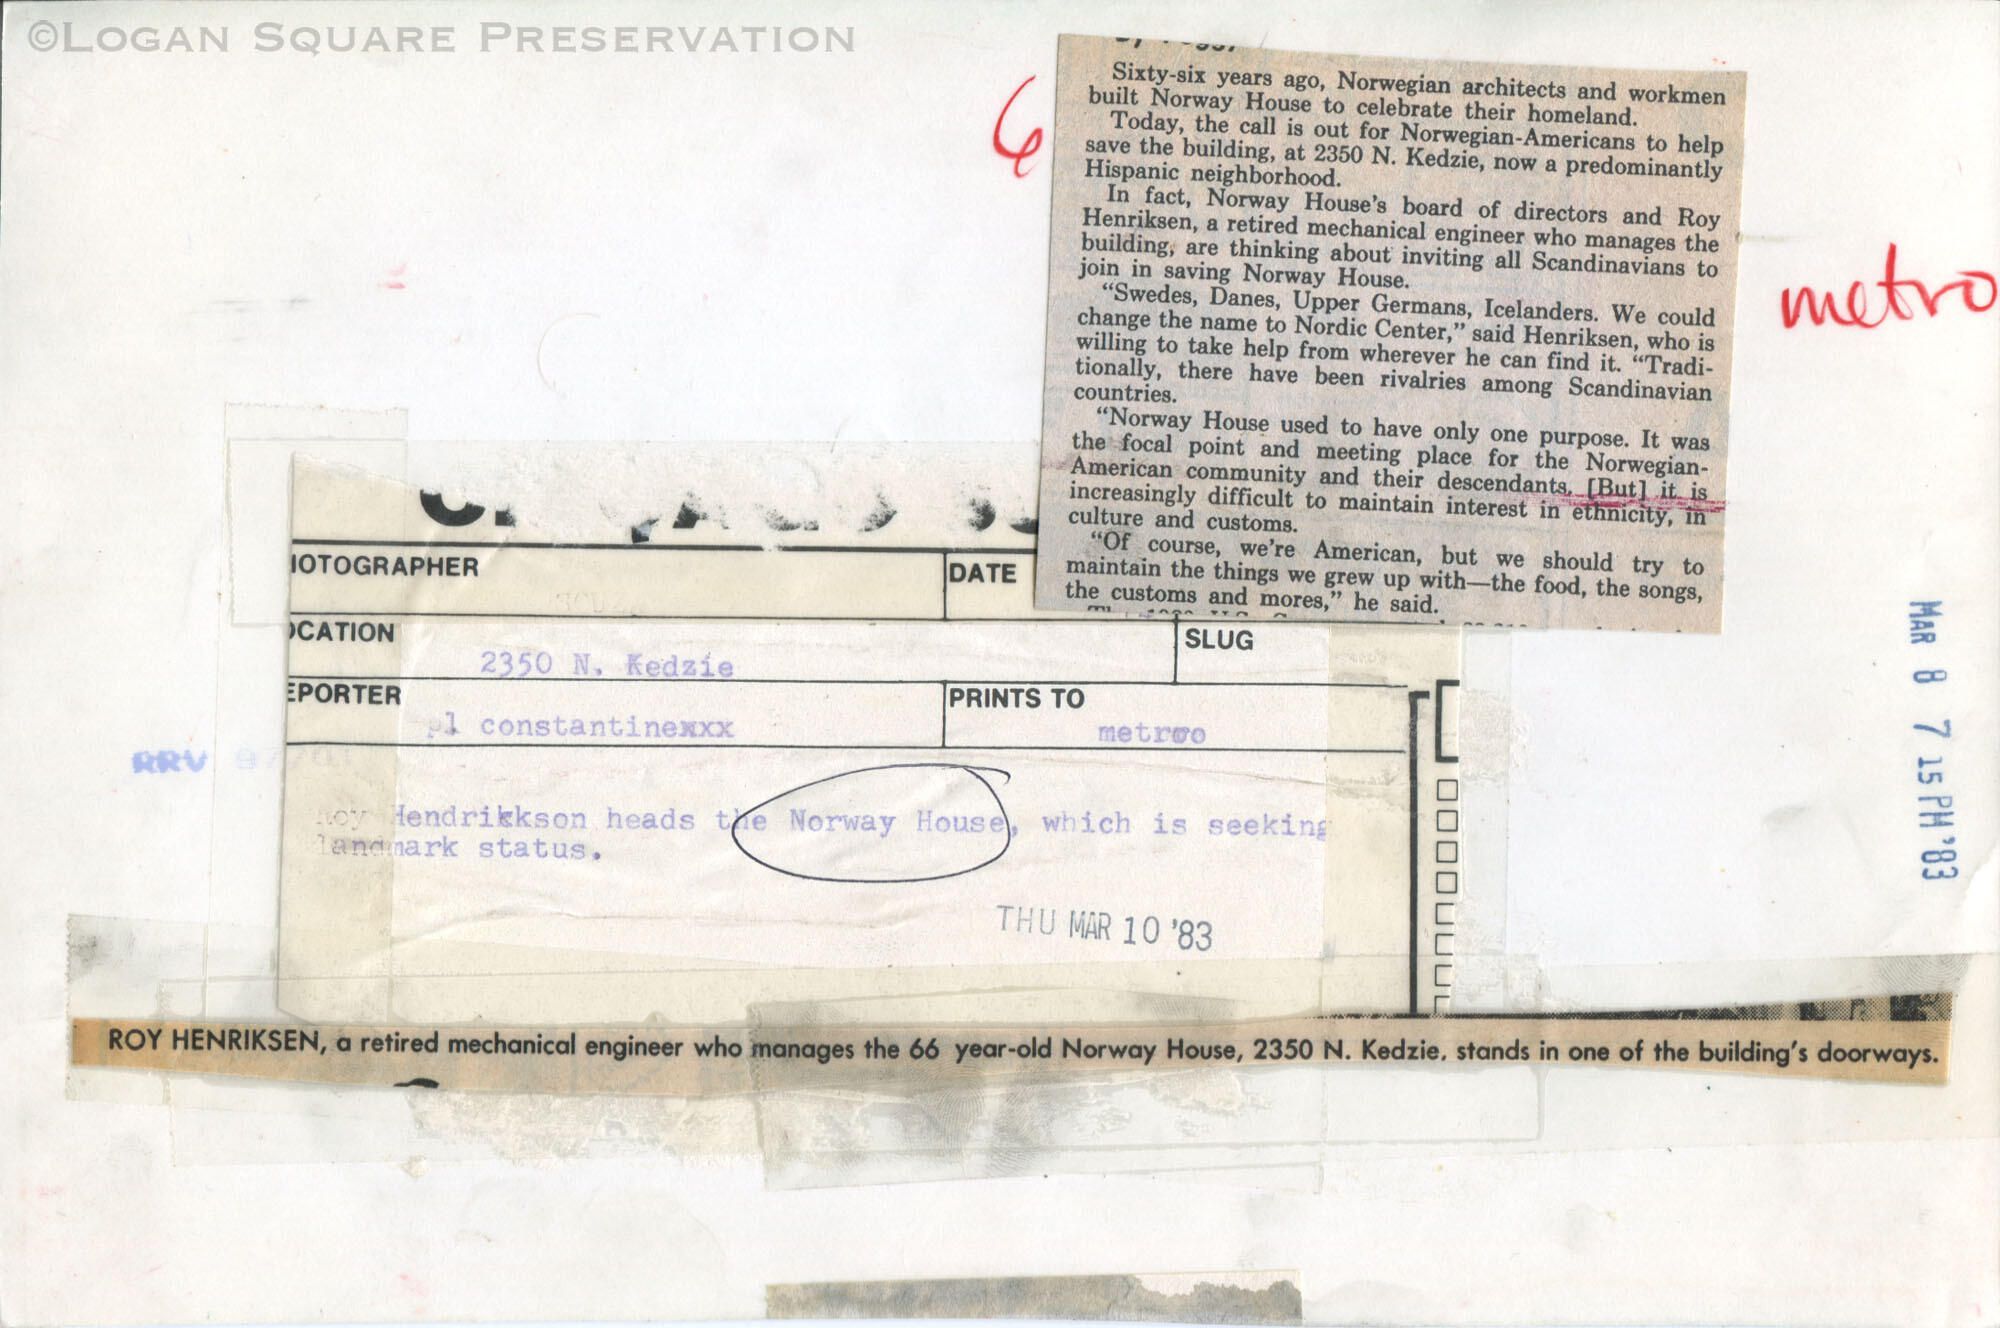 ©LOGAN SQUARE PRESERVATION
6
Sixty-six years ago, Norwegian architects and workmen
built Norway House to celebrate their homeland.
Today, the call is out for Norwegian-Americans to help
save the building, at 2350 N. Kedzie, now a predominantly
Hispanic neighborhood.
In fact, Norway House's board of directors and Roy
Henriksen, a retired mechanical engineer who manages the
building, are thinking about inviting all Scandinavians to
join in saving Norway House.
“Swedes, Danes, Upper Germans, Icelanders. We could
change the name to Nordic Center,” said Henriksen, who is
willing to take help from wherever he can find it. “Tradi-
tionally, there have been rivalries among Scandinavian
countries.
“Norway House used to have only one purpose. It was
the focal point and meeting place for the Norwegian-
American community and their descendants. [But] it is
increasingly difficult to maintain interest in ethnicity, in
culture and customs.
“Of course, we're American, but we should try to
maintain the things we grew up with—the food, the songs,
the customs and mores,” he said.
metro
MAR 8 7 15 PM '83
HOTOGRAPHER
DATE
OCATION
2350 N. Kedzie
SLUG
EPORTER
pl constantinexxx
PRINTS TO
metroo
RRV
Roy Hendrikkson heads the Norway House, which is seeking
landmark status.
THU MAR 10 '83
ROY HENRIKSEN, a retired mechanical engineer who manages the 66 year-old Norway House, 2350 N. Kedzie, stands in one of the building's doorways.